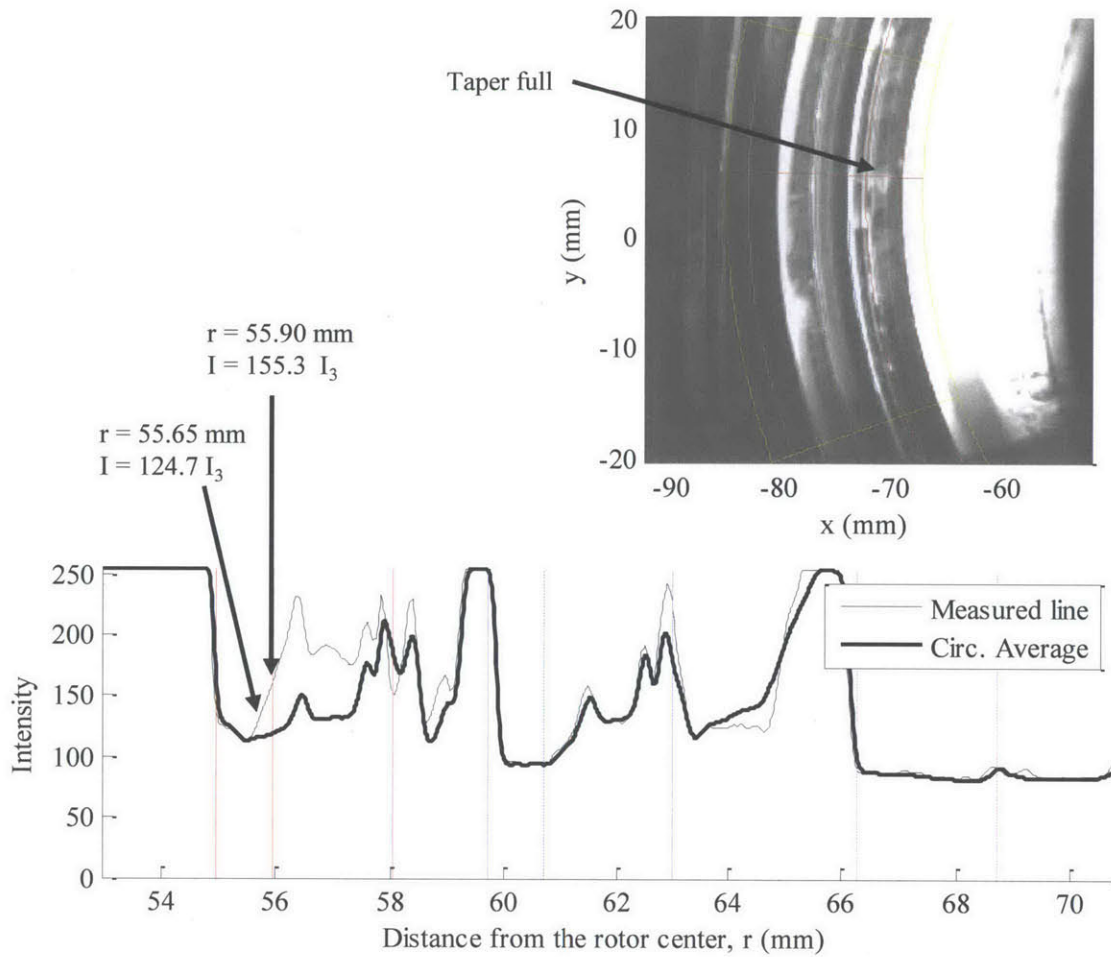 Taper full
20
10
0
-10
-20
y (mm)
-90 -80 -70 -60
x (mm)
r = 55.90 mm
I = 155.3 I₃
r = 55.65 mm
I = 124.7 I₃
250
200
150
100
50
0
Intensity
Measured line
Circ. Average
54 56 58 60 62 64 66 68 70
Distance from the rotor center, r (mm)